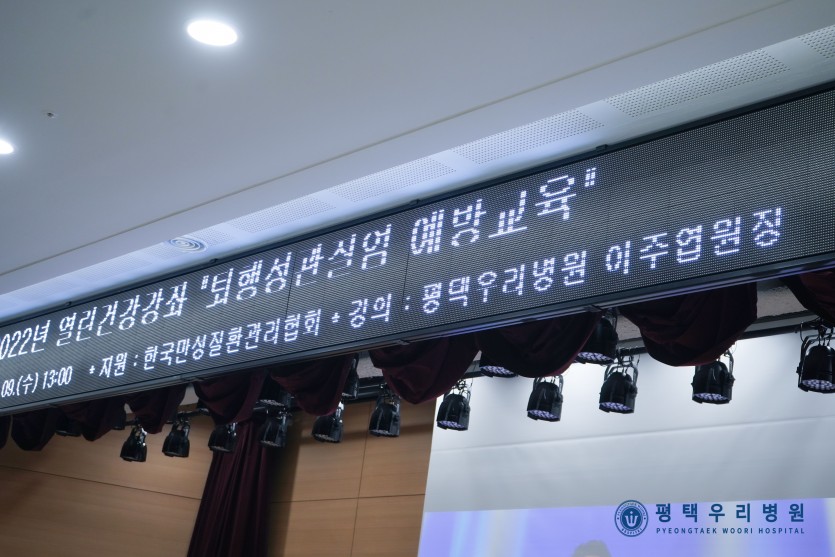 022년 열린건강강좌 "퇴행성관절염 예방교육"
09.(수) 13:00 * 지원 : 한국만성질환관리협회 * 강의 : 평택우리병원 이주엽원장
평택우리병원
PYEONGTAEK WOORI HOSPITAL